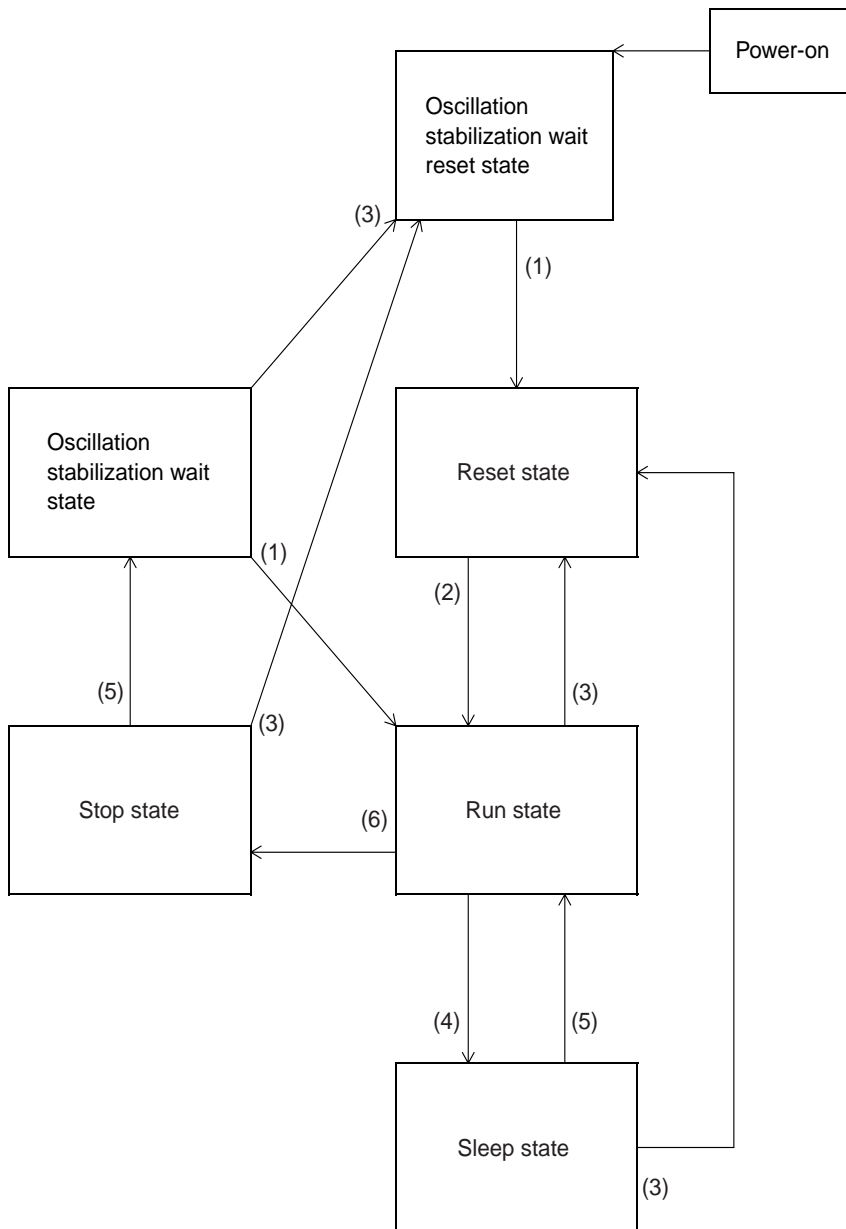 Power-on
Oscillation
stabilization wait
reset state
(3)
(1)
Oscillation
stabilization wait
state
Reset state
(1)
(2)
(5)
(3)
(3)
Stop state
(6)
Run state
(4)
(5)
Sleep state
(3)